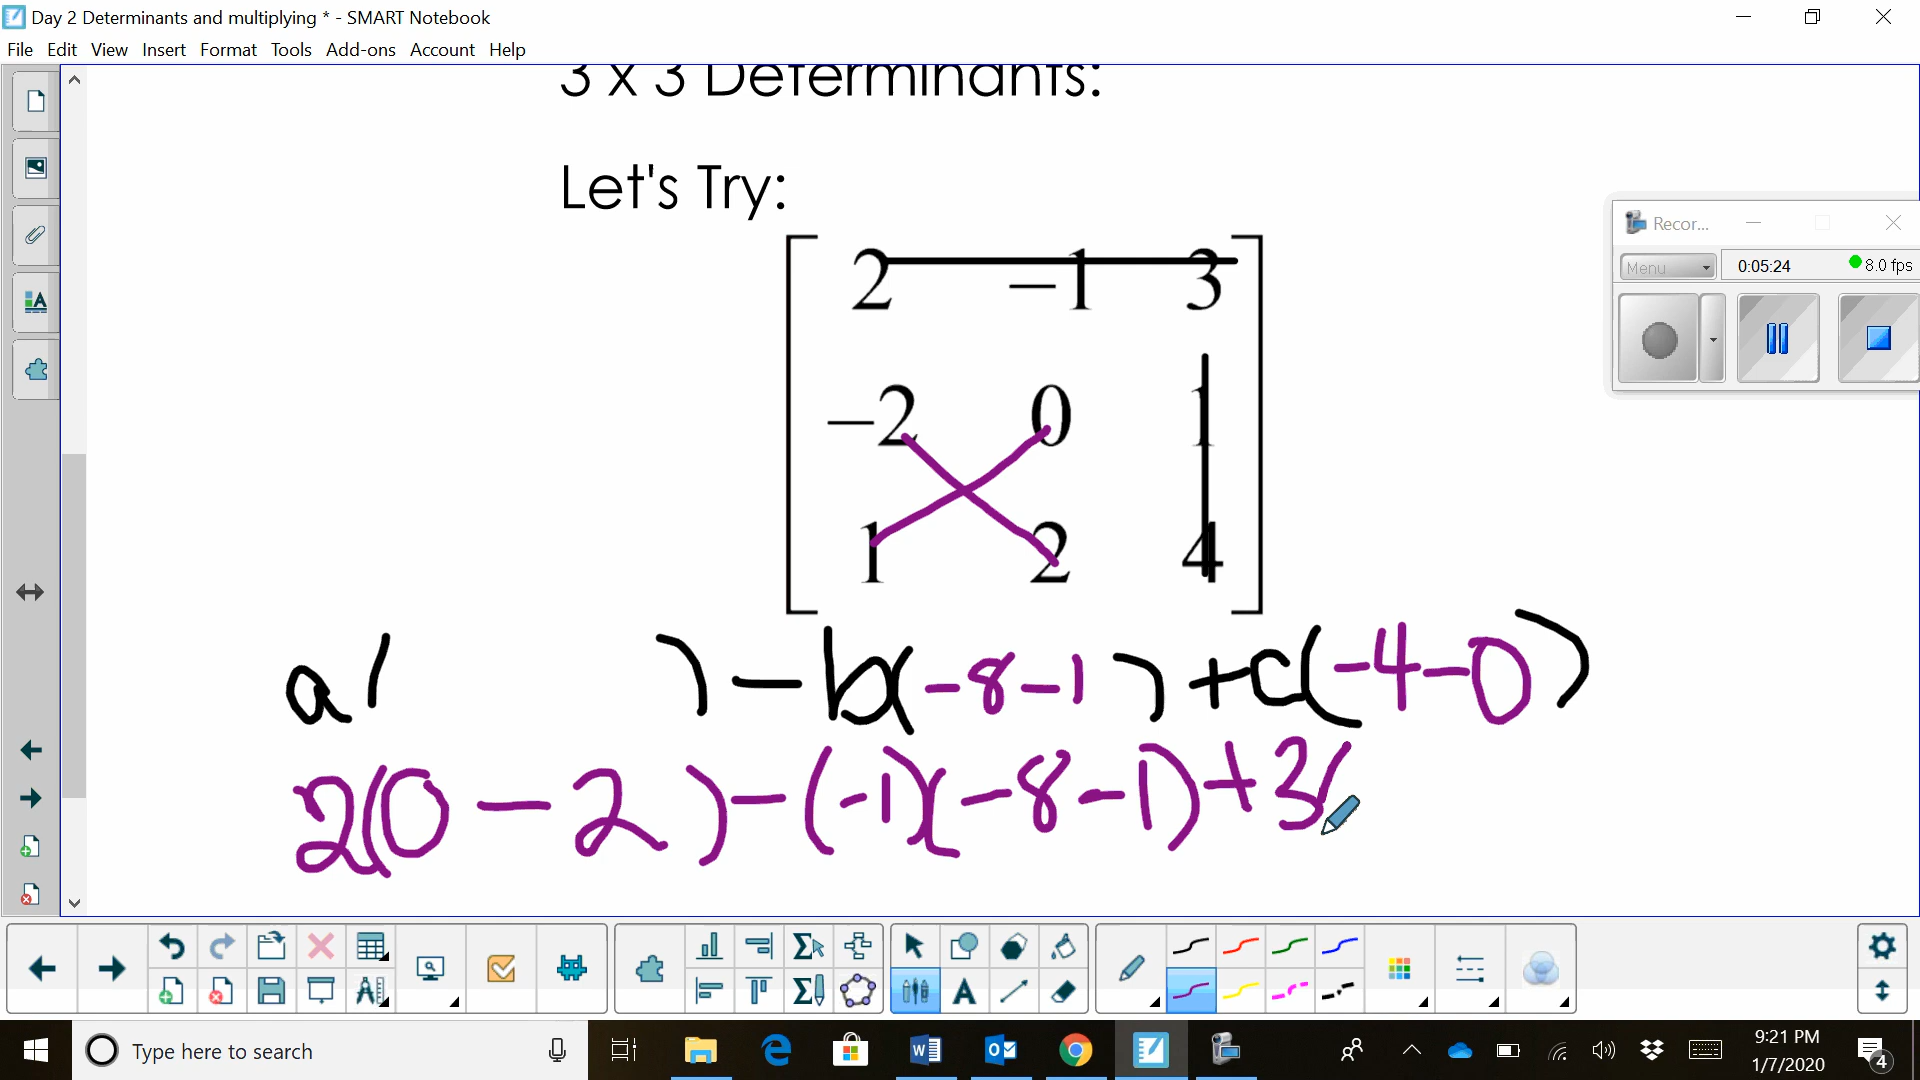 Day 2 Determinants and multiplying * - SMART Notebook
File Edit View Insert Format Tools Add-ons Account Help
3 x 3 Determinants:
Let's Try:
2 −1 3
−2 0 1
1 2 4
a( ) - b( -8-1 ) +c( -4-0 )
2(0 - 2 ) - (-1)( -8-1) + 3(
Recor...
Menu
0:05:24
8.0 fps
A
Type here to search
9:21 PM
1/7/2020
4